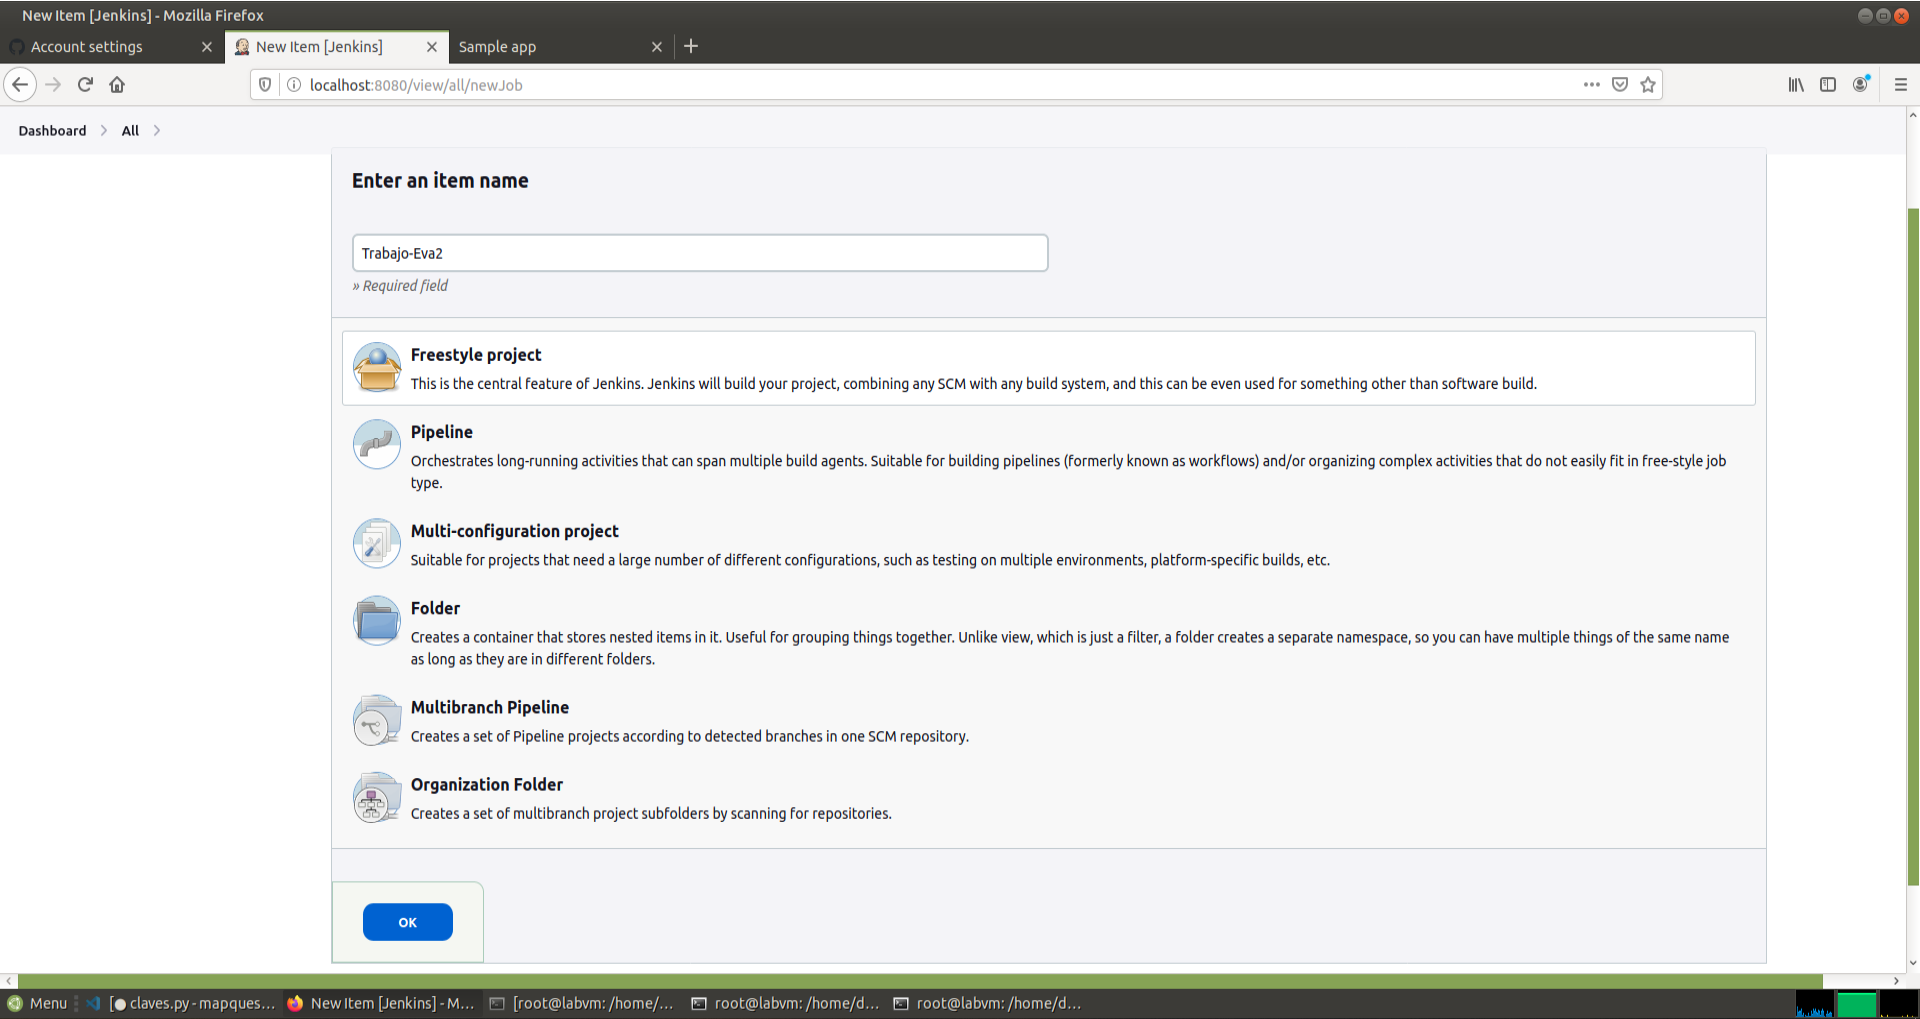 New Item [Jenkins] - Mozilla Firefox
Account settings
New Item [Jenkins]
Sample app
localhost:8080/view/all/newJob
Dashboard
All
Enter an item name
Trabajo-Eva2
» Required field
Freestyle project
This is the central feature of Jenkins. Jenkins will build your project, combining any SCM with any build system, and this can be even used for something other than software build.
Pipeline
Orchestrates long-running activities that can span multiple build agents. Suitable for building pipelines (formerly known as workflows) and/or organizing complex activities that do not easily fit in free-style job
type.
Multi-configuration project
Suitable for projects that need a large number of different configurations, such as testing on multiple environments, platform-specific builds, etc.
Folder
Creates a container that stores nested items in it. Useful for grouping things together. Unlike view, which is just a filter, a folder creates a separate namespace, so you can have multiple things of the same name
as long as they are in different folders.
Multibranch Pipeline
Creates a set of Pipeline projects according to detected branches in one SCM repository.
Organization Folder
Creates a set of multibranch project subfolders by scanning for repositories.
OK
Menu
[● claves.py - mapques...
New Item [Jenkins] - M...
[root@labvm: /home/...
root@labvm: /home/d...
root@labvm: /home/d...